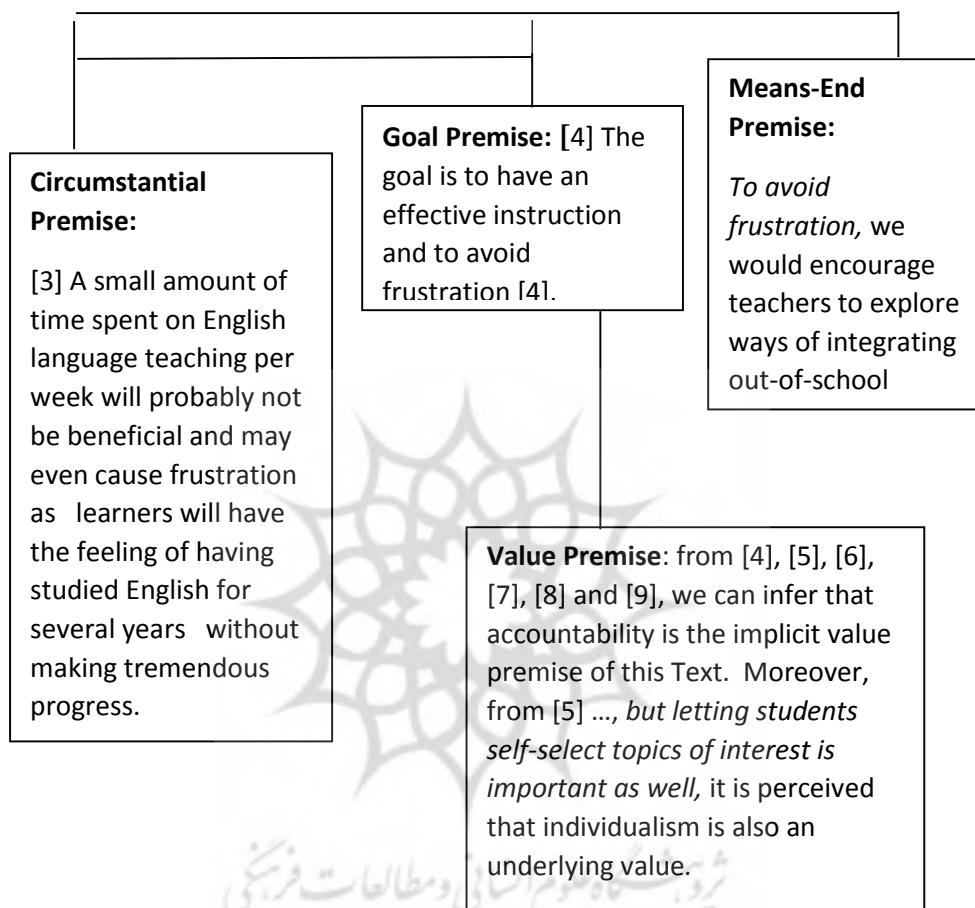 Means-End
Premise:
To avoid
frustration, we
would encourage
teachers to explore
ways of integrating
out-of-school
Goal Premise: [4] The
goal is to have an
effective instruction
and to avoid
frustration [4].
Circumstantial
Premise:
[3] A small amount of
time spent on English
language teaching per
week will probably not
be beneficial and may
even cause frustration
as learners will have
the feeling of having
studied English for
several years without
making tremendous
progress.
Value Premise: from [4], [5], [6],
[7], [8] and [9], we can infer that
accountability is the implicit value
premise of this Text. Moreover,
from [5] …, but letting students
self-select topics of interest is
important as well, it is perceived
that individualism is also an
underlying value.
پژوهشگاه علوم انسانی و مطالعات فرهنگی